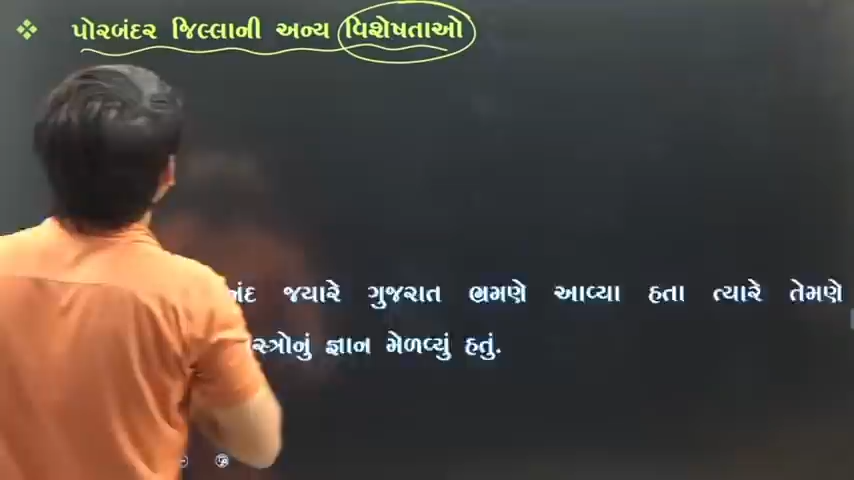 પોરબંદર જિલ્લાની અન્ય વિશેષતાઓ
જ્યારે ગુજરાત ભ્રમણે આવ્યા હતા ત્યારે તેમણે
જ્ઞાન મેળવ્યું હતું.